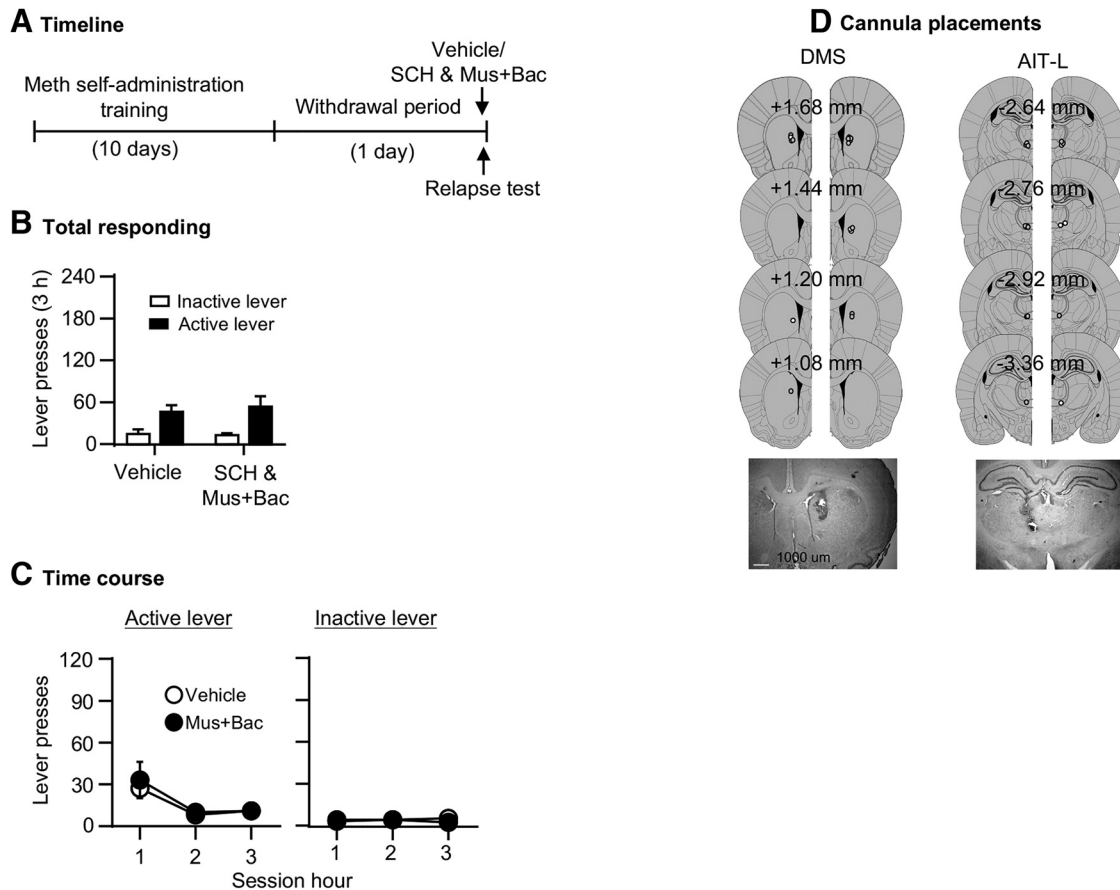 A Timeline
Vehicle/
SCH & Mus+Bac
Meth self-administration
training
Withdrawal period
(10 days)
(1 day)
Relapse test
B Total responding
Lever presses (3 h)
240
180
120
60
0
Inactive lever
Active lever
Vehicle
SCH &
Mus+Bac
C Time course
Active lever
Inactive lever
Lever presses
120
90
60
30
0
Vehicle
Mus+Bac
1 2 3
1 2 3
Session hour
D Cannula placements
DMS
AIT-L
+1.68 mm
-2.64 mm
+1.44 mm
-2.76 mm
+1.20 mm
-2.92 mm
+1.08 mm
-3.36 mm
1000 um